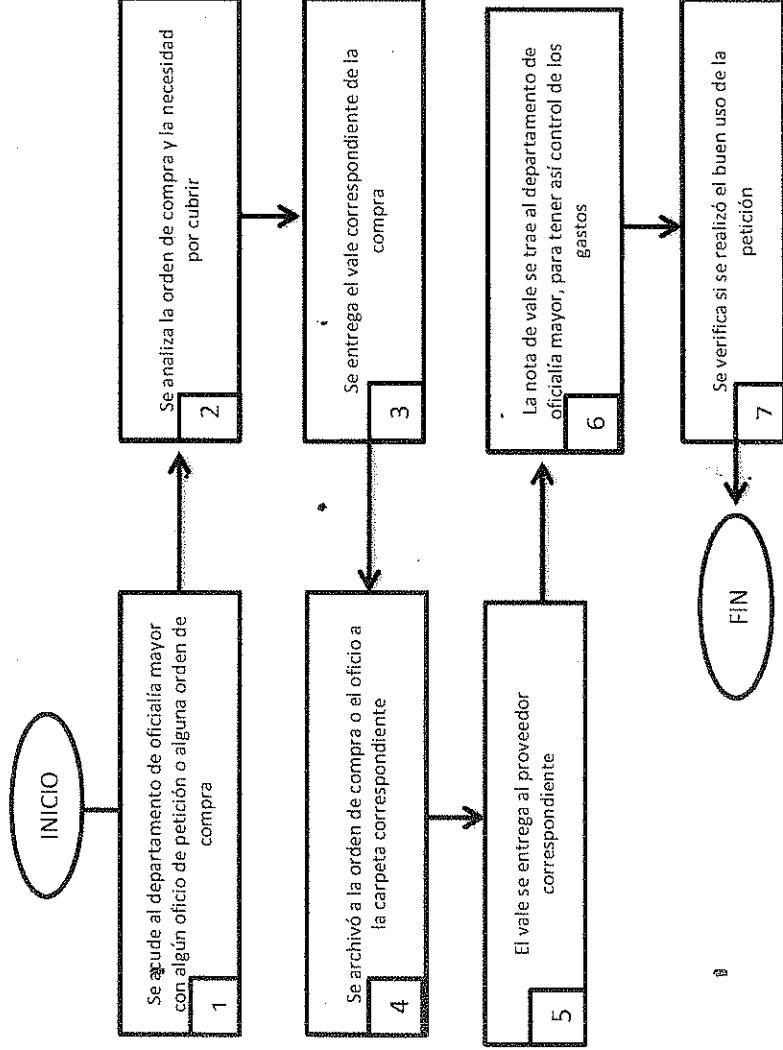 INICIO
Se acude al departamento de oficialía mayor
con algún oficio de petición o alguna orden de
compra
1
Se analiza la orden de compra y la necesidad
por cubrir
2
Se entrega el vale correspondiente de la
compra
3
Se archivó a la orden de compra o el oficio a
la carpeta correspondiente
4
El vale se entrega al proveedor
correspondiente
5
La nota de vale se trae al departamento de
oficialía mayor, para tener así control de los
gastos
6
Se verifica si se realizó el buen uso de la
petición
7
FIN